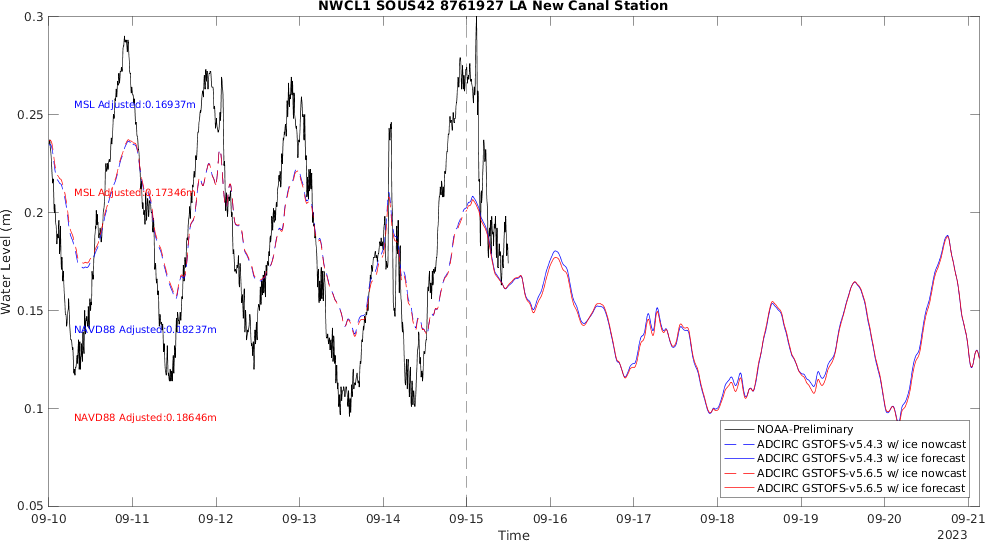 NWCL1 SOUS42 8761927 LA New Canal Station
0.3
0.25
0.2
0.15
0.1
0.05
Water Level (m)
MSL Adjusted:0.16937m
MSL Adjusted:0.17346m
NAVD88 Adjusted:0.18237m
NAVD88 Adjusted:0.18646m
NOAA-Preliminary
ADCIRC GSTOFS-v5.4.3 w/ ice nowcast
ADCIRC GSTOFS-v5.4.3 w/ ice forecast
ADCIRC GSTOFS-v5.6.5 w/ ice nowcast
ADCIRC GSTOFS-v5.6.5 w/ ice forecast
09-10 09-11 09-12 09-13 09-14 09-15 09-16 09-17 09-18 09-19 09-20 09-21
Time
2023